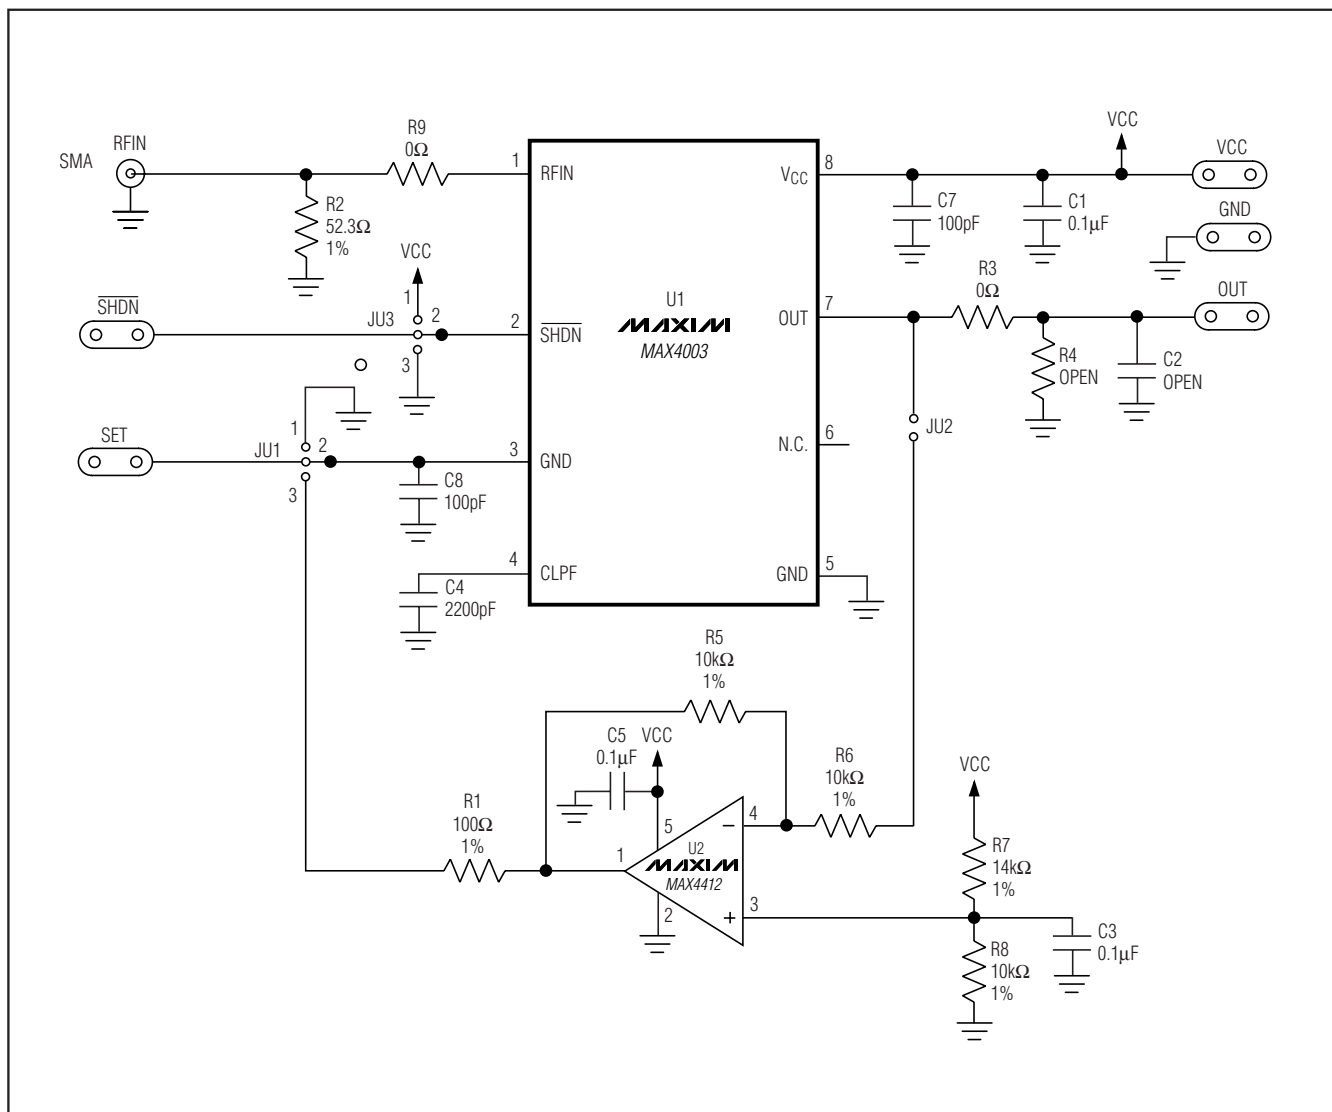 SMA
RFIN
R9
0Ω
R2
52.3Ω
1%
1
RFIN
VCC
SHDN
JU3
1
2
3
2
SHDN
SET
JU1
1
2
3
3
GND
C8
100pF
4
CLPF
C4
2200pF
U1
MAXIM
MAX4003
VCC
8
C7
100pF
C1
0.1µF
VCC
VCC
GND
OUT
7
R3
0Ω
R4
OPEN
C2
OPEN
OUT
JU2
N.C.
6
GND
5
R5
10kΩ
1%
C5
0.1µF
VCC
R6
10kΩ
1%
R1
100Ω
1%
1
5
4
–
U2
MAXIM
MAX4412
2
+
3
VCC
R7
14kΩ
1%
R8
10kΩ
1%
C3
0.1µF